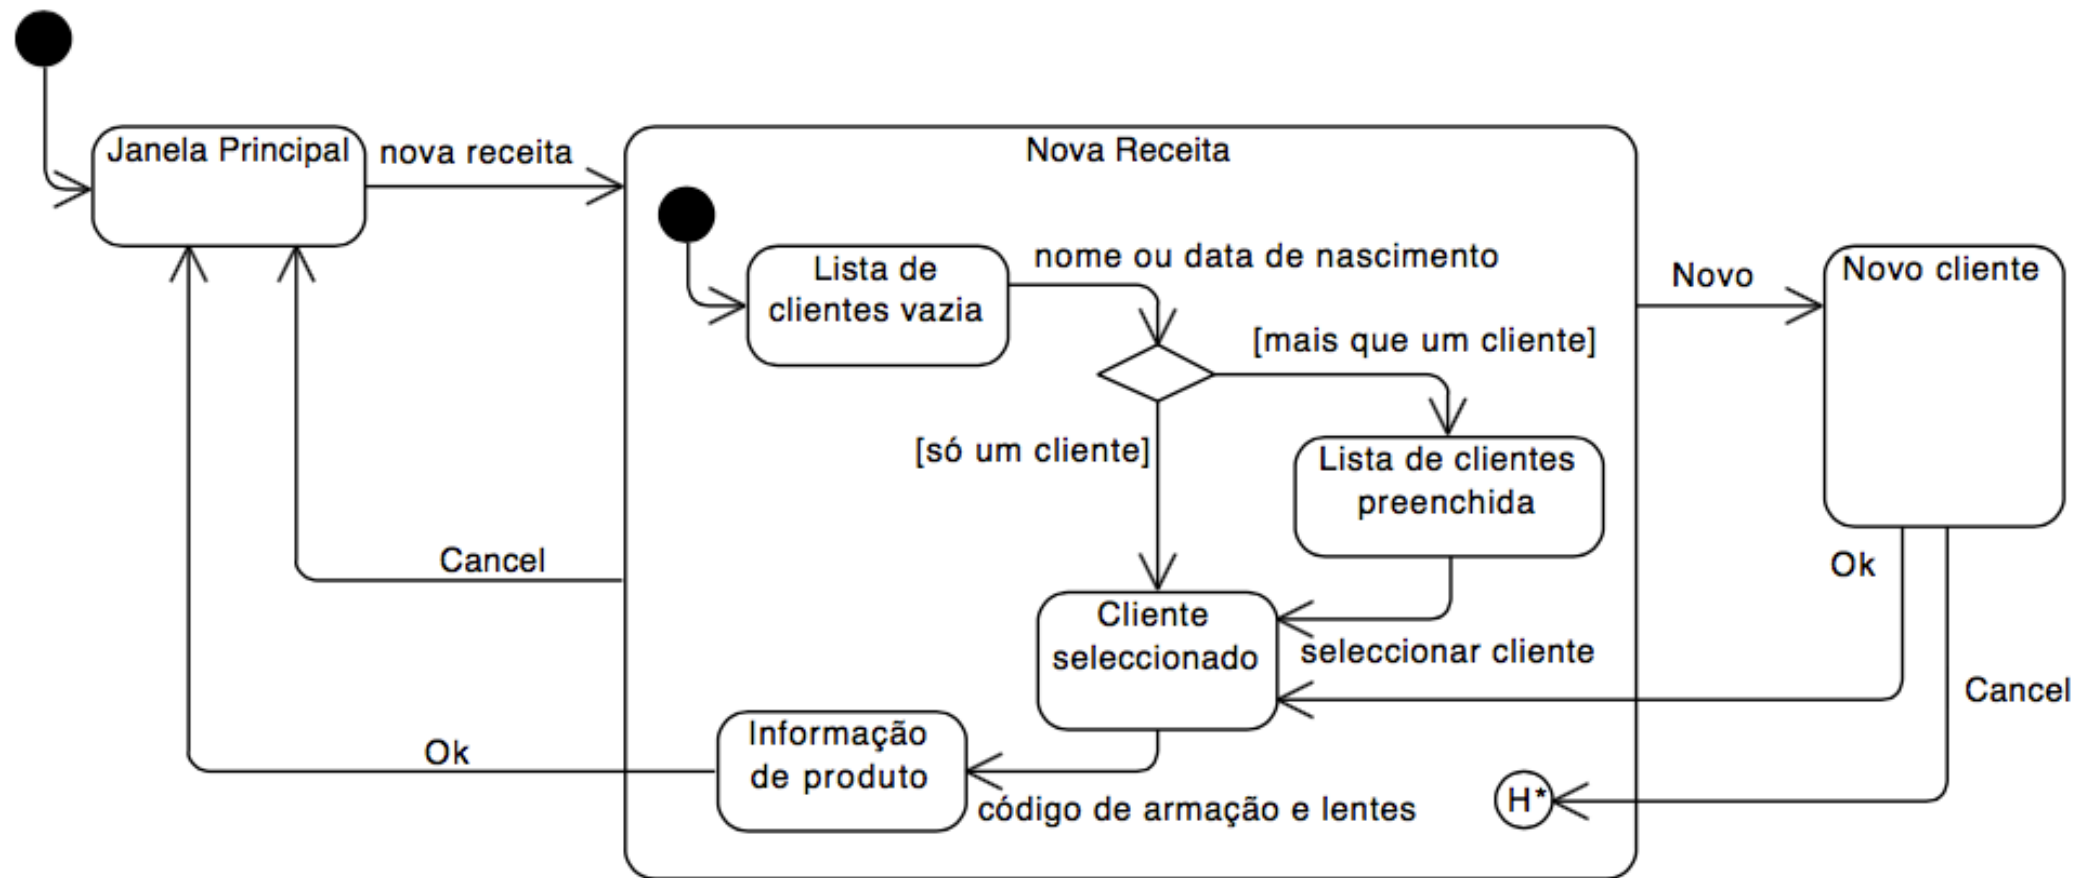 Janela Principal
nova receita
Nova Receita
Lista de
clientes vazia
nome ou data de nascimento
[mais que um cliente]
[só um cliente]
Lista de clientes
preenchida
Cliente
seleccionado
seleccionar cliente
Informação
de produto
código de armação e lentes
H*
Cancel
Ok
Novo
Novo cliente
Ok
Cancel